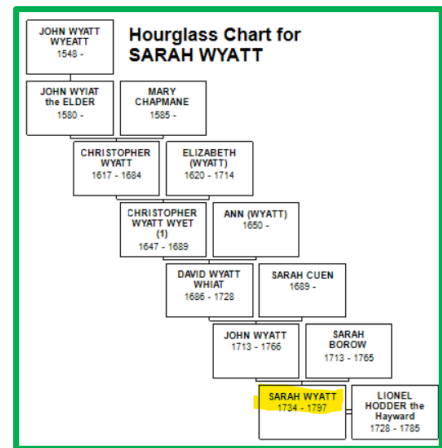 Hourglass Chart for
SARAH WYATT
JOHN WYATT
WYEATT
1548 -
JOHN WYIAT
the ELDER
1580 -
MARY
CHAPMANE
1585 -
CHRISTOPHER
WYATT
1617 - 1684
ELIZABETH
(WYATT)
1620 - 1714
CHRISTOPHER
WYATT WYET
(1)
1647 - 1689
ANN (WYATT)
1650 -
DAVID WYATT
WHIAT
1686 - 1728
SARAH CUEN
1689 -
JOHN WYATT
1713 - 1766
SARAH
BOROW
1713 - 1765
SARAH WYATT
1734 - 1797
LIONEL
HODDER the
Hayward
1728 - 1785